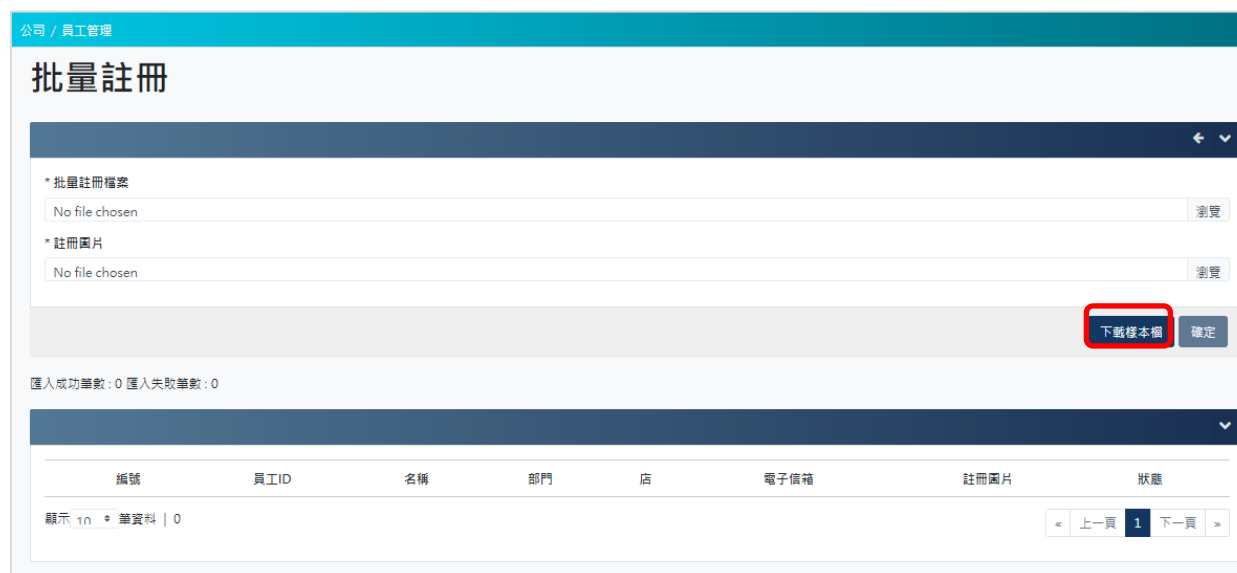 公司 / 員工管理
批量註冊
* 批量註冊檔案
No file chosen 瀏覽
* 註冊圖片
No file chosen 瀏覽
下載樣本檔 確定
匯入成功筆數 : 0 匯入失敗筆數 : 0
編號 員工ID 名稱 部門 店 電子信箱 註冊圖片 狀態
顯示 10 筆資料 | 0 « 上一頁 1 下一頁 »